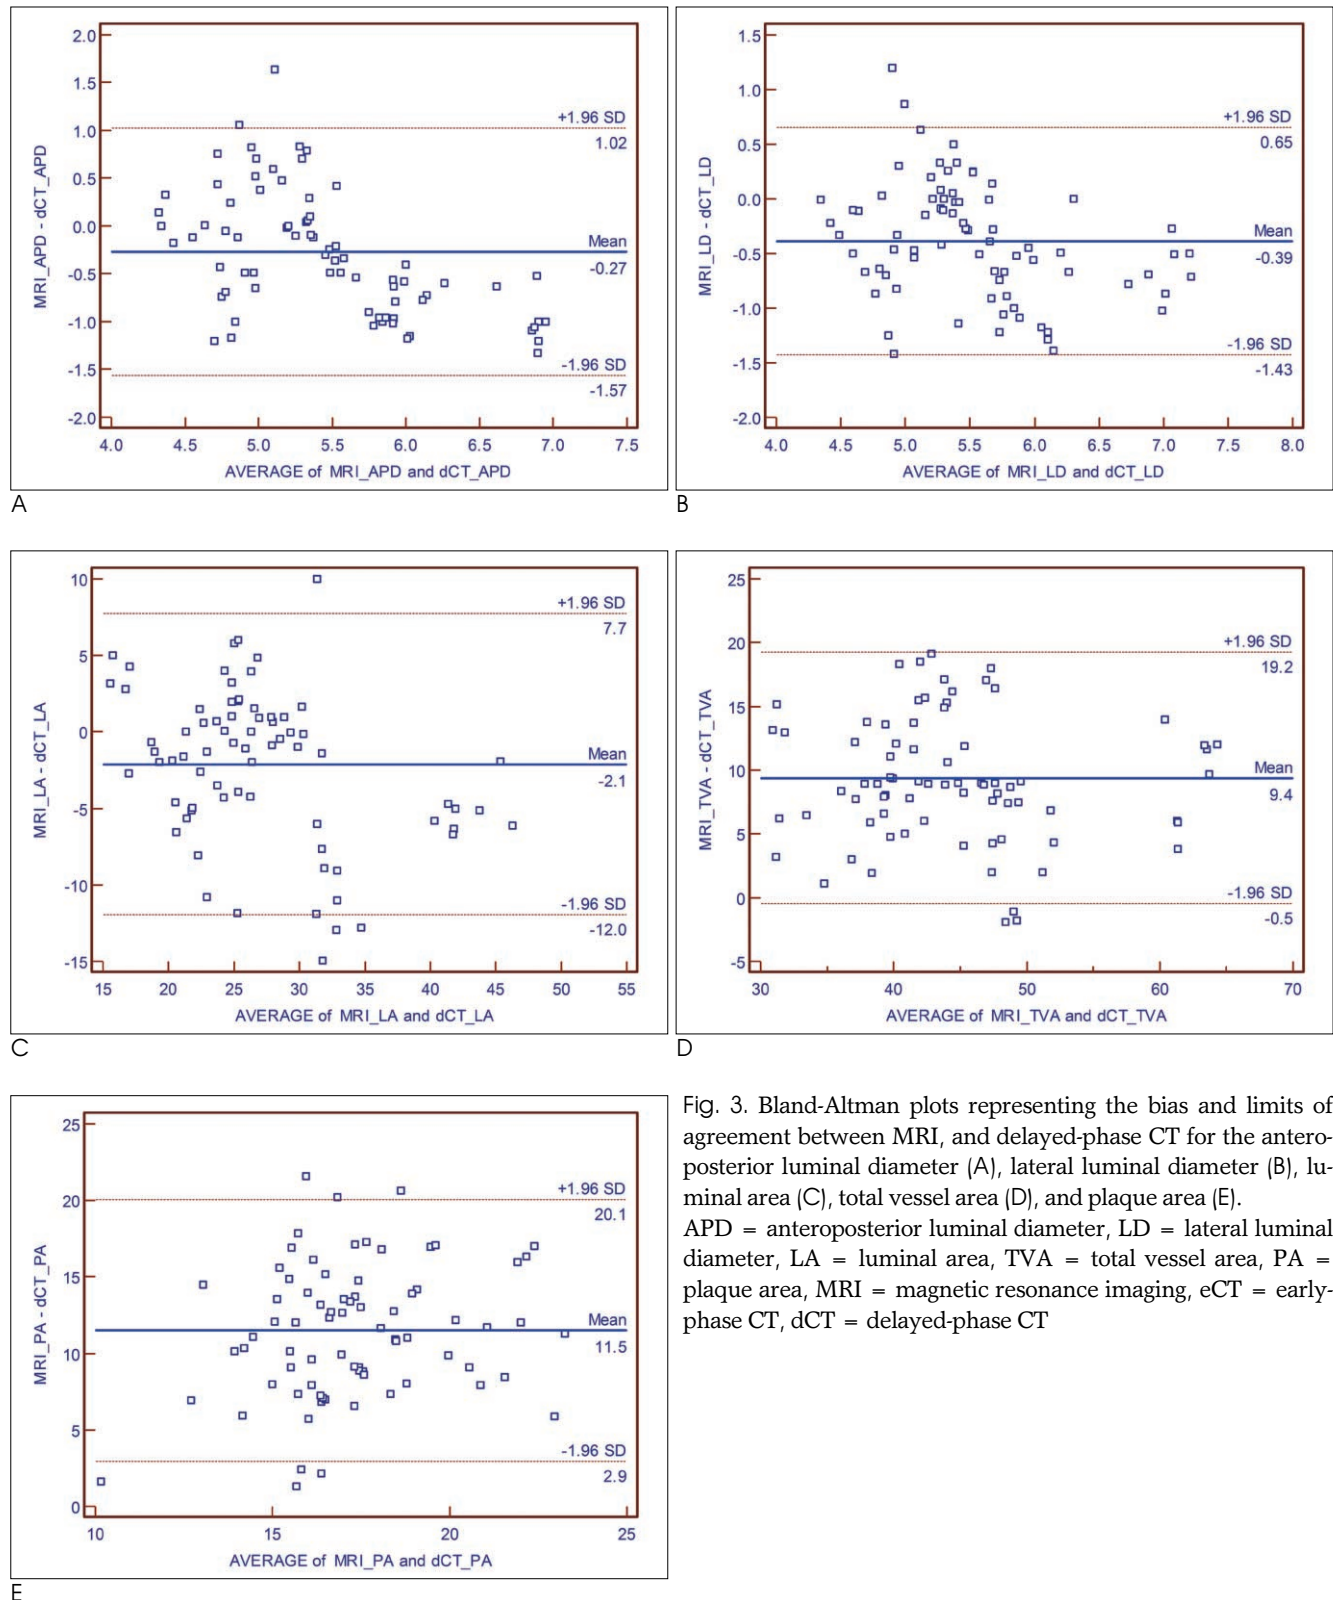 2.0
1.5
1.0
0.5
0.0
-0.5
-1.0
-1.5
-2.0
MRI_APD - dCT_APD
+1.96 SD
1.02
Mean
-0.27
-1.96 SD
-1.57
4.0 4.5 5.0 5.5 6.0 6.5 7.0 7.5
AVERAGE of MRI_APD and dCT_APD
A
1.5
1.0
0.5
0.0
-0.5
-1.0
-1.5
-2.0
MRI_LD - dCT_LD
+1.96 SD
0.65
Mean
-0.39
-1.96 SD
-1.43
4.0 4.5 5.0 5.5 6.0 6.5 7.0 7.5 8.0
AVERAGE of MRI_LD and dCT_LD
B
10
5
0
-5
-10
-15
MRI_LA - dCT_LA
+1.96 SD
7.7
Mean
-2.1
-1.96 SD
-12.0
15 20 25 30 35 40 45 50 55
AVERAGE of MRI_LA and dCT_LA
C
25
20
15
10
5
0
-5
MRI_TVA - dCT_TVA
+1.96 SD
19.2
Mean
9.4
-1.96 SD
-0.5
30 40 50 60 70
AVERAGE of MRI_TVA and dCT_TVA
D
25
20
15
10
5
0
MRI_PA - dCT_PA
+1.96 SD
20.1
Mean
11.5
-1.96 SD
2.9
10 15 20 25
AVERAGE of MRI_PA and dCT_PA
E
Fig. 3. Bland-Altman plots representing the bias and limits of
agreement between MRI, and delayed-phase CT for the antero-
posterior luminal diameter (A), lateral luminal diameter (B), lu-
minal area (C), total vessel area (D), and plaque area (E).
APD = anteroposterior luminal diameter, LD = lateral luminal
diameter, LA = luminal area, TVA = total vessel area, PA =
plaque area, MRI = magnetic resonance imaging, eCT = early-
phase CT, dCT = delayed-phase CT